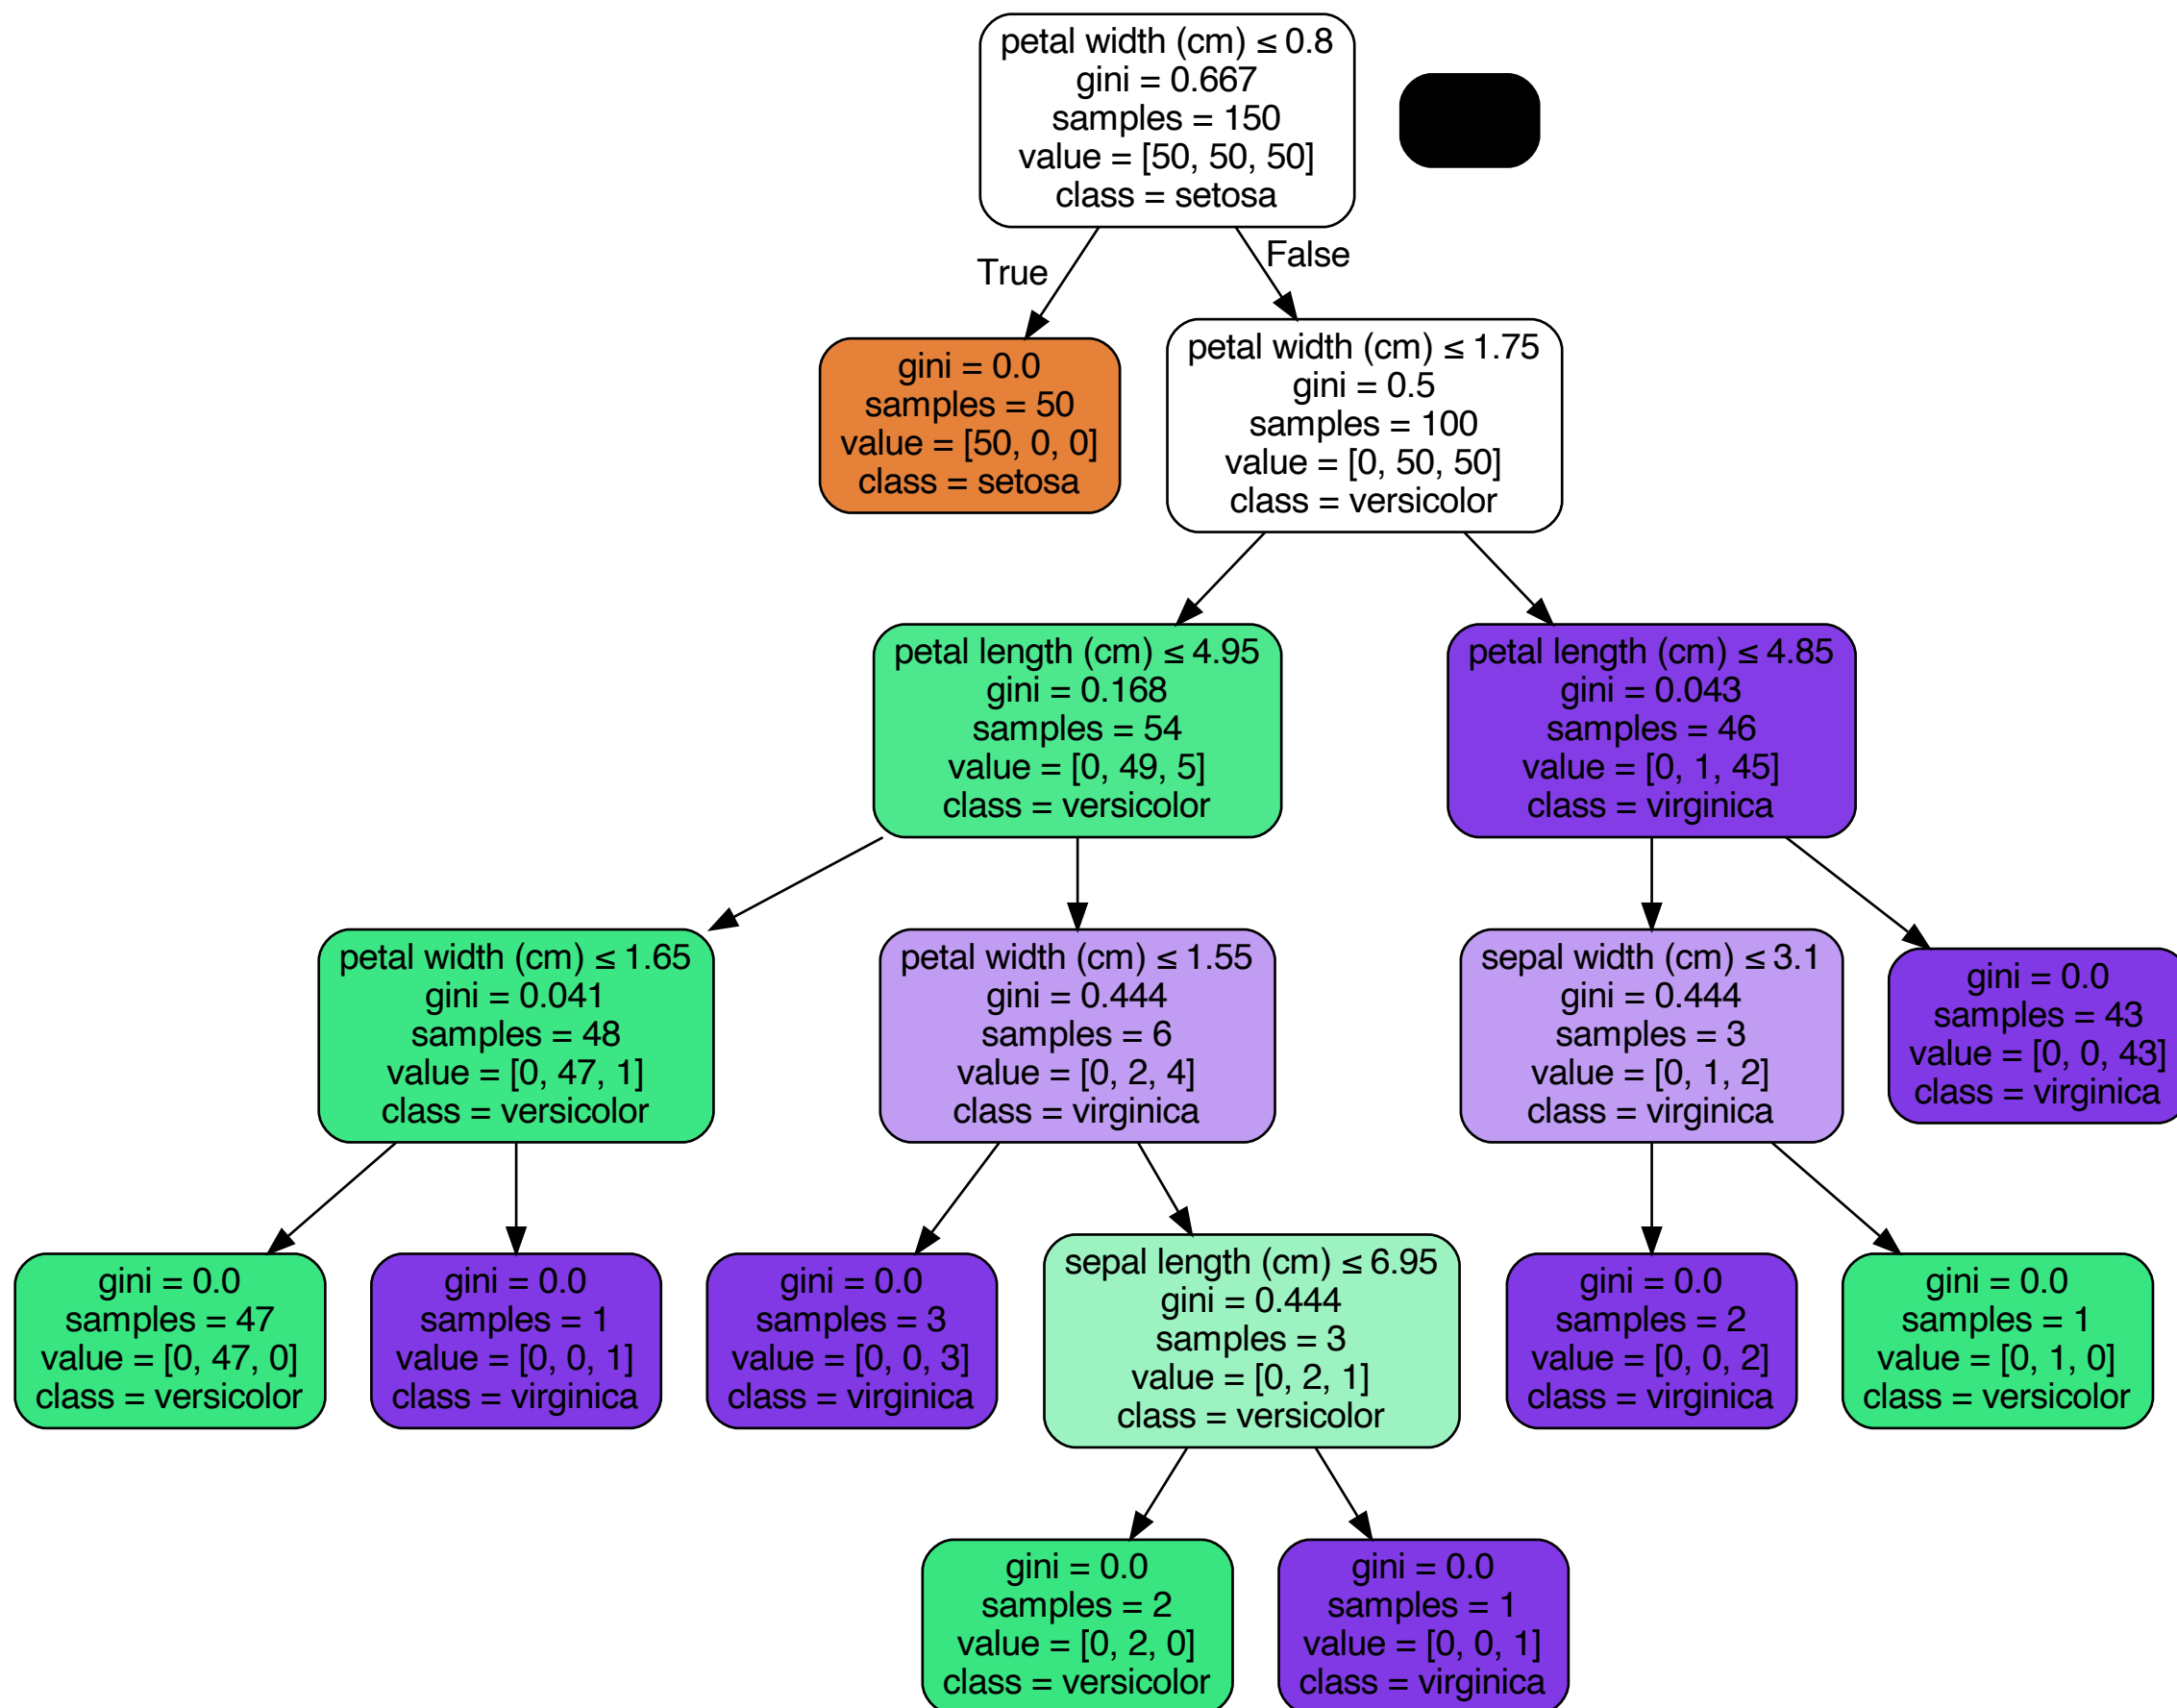 petal width (cm) ≤ 0.8
gini = 0.667
samples = 150
value = [50, 50, 50]
class = setosa
True
False
gini = 0.0
samples = 50
value = [50, 0, 0]
class = setosa
petal width (cm) ≤ 1.75
gini = 0.5
samples = 100
value = [0, 50, 50]
class = versicolor
petal length (cm) ≤ 4.95
gini = 0.168
samples = 54
value = [0, 49, 5]
class = versicolor
petal length (cm) ≤ 4.85
gini = 0.043
samples = 46
value = [0, 1, 45]
class = virginica
petal width (cm) ≤ 1.65
gini = 0.041
samples = 48
value = [0, 47, 1]
class = versicolor
petal width (cm) ≤ 1.55
gini = 0.444
samples = 6
value = [0, 2, 4]
class = virginica
sepal width (cm) ≤ 3.1
gini = 0.444
samples = 3
value = [0, 1, 2]
class = virginica
gini = 0.0
samples = 43
value = [0, 0, 43]
class = virginica
gini = 0.0
samples = 47
value = [0, 47, 0]
class = versicolor
gini = 0.0
samples = 1
value = [0, 0, 1]
class = virginica
gini = 0.0
samples = 3
value = [0, 0, 3]
class = virginica
sepal length (cm) ≤ 6.95
gini = 0.444
samples = 3
value = [0, 2, 1]
class = versicolor
gini = 0.0
samples = 2
value = [0, 0, 2]
class = virginica
gini = 0.0
samples = 1
value = [0, 1, 0]
class = versicolor
gini = 0.0
samples = 2
value = [0, 2, 0]
class = versicolor
gini = 0.0
samples = 1
value = [0, 0, 1]
class = virginica